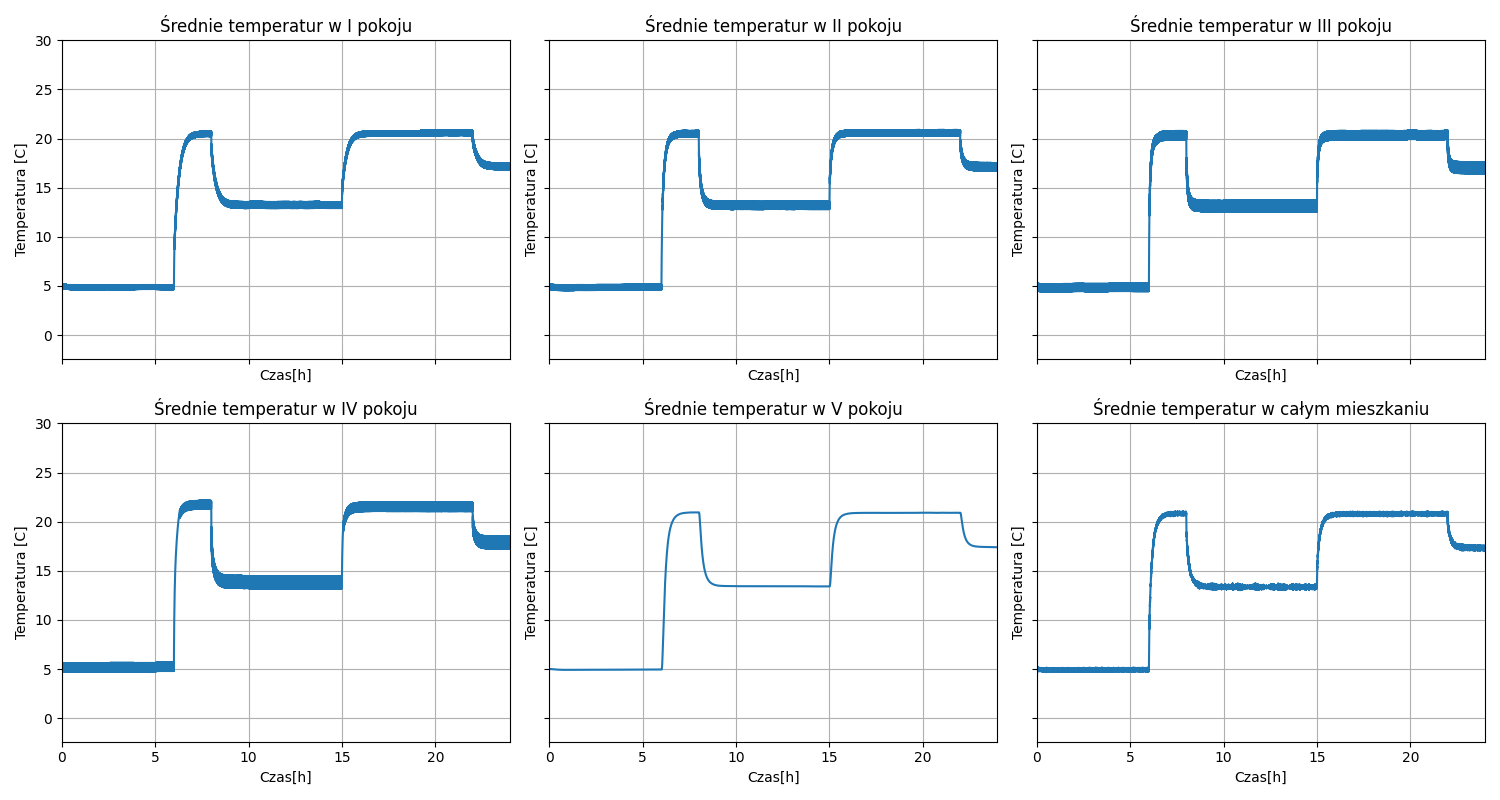 Średnie temperatur w I pokoju
Średnie temperatur w II pokoju
Średnie temperatur w III pokoju
30
25
20
15
10
5
0
Temperatura [C]
Temperatura [C]
Temperatura [C]
Czas[h]
Czas[h]
Czas[h]
Średnie temperatur w IV pokoju
Średnie temperatur w V pokoju
Średnie temperatur w całym mieszkaniu
30
25
20
15
10
5
0
Temperatura [C]
Temperatura [C]
Temperatura [C]
0 5 10 15 20
0 5 10 15 20
0 5 10 15 20
Czas[h]
Czas[h]
Czas[h]